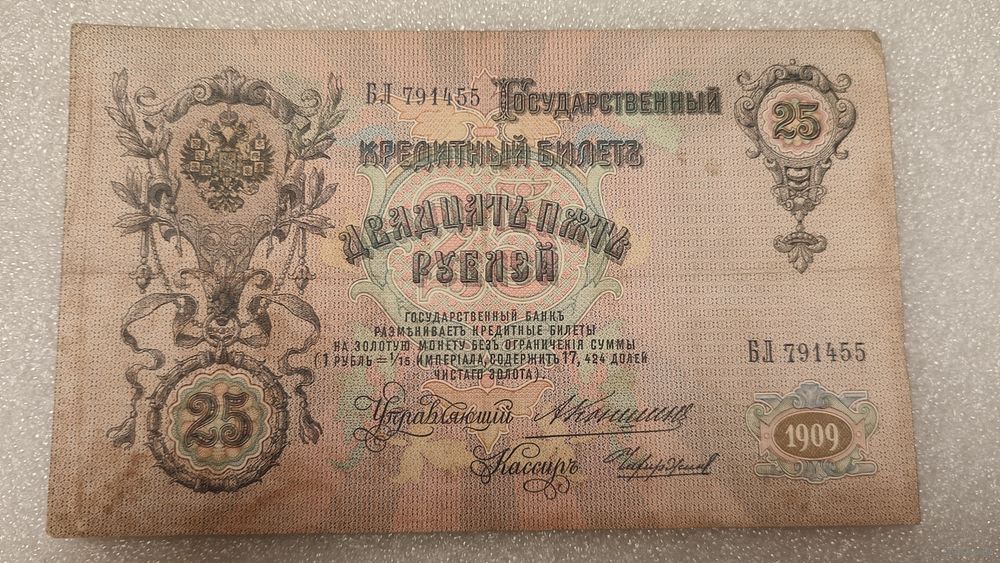 БЛ 791455 Государственный
25
Кредитный Билетъ
Двадцать пять
рублей
25
Государственный банкъ
размѣниваетъ кредитные билеты
на золотую монету безъ ограниченія суммы
(1 рубль = 1/15 имперіала, содержитъ 17,424 долей
чистаго золота).
БЛ 791455
25
Управляющій
Кассиръ
1909